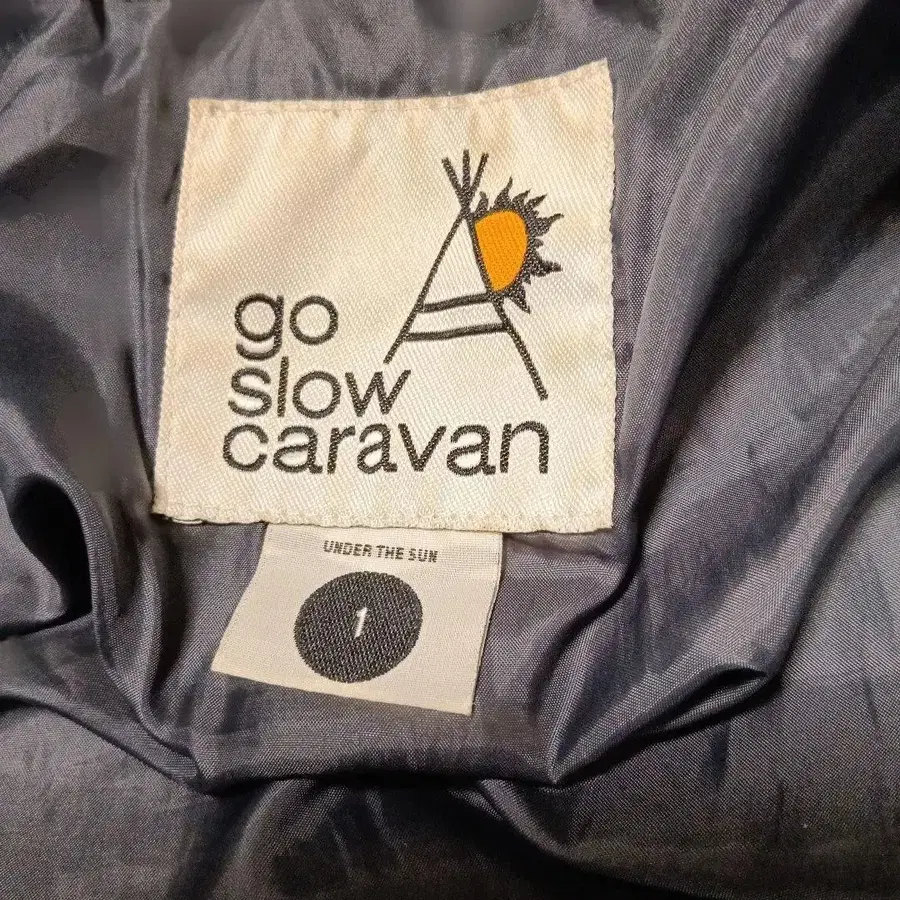 go
slow
caravan
UNDER THE SUN
1